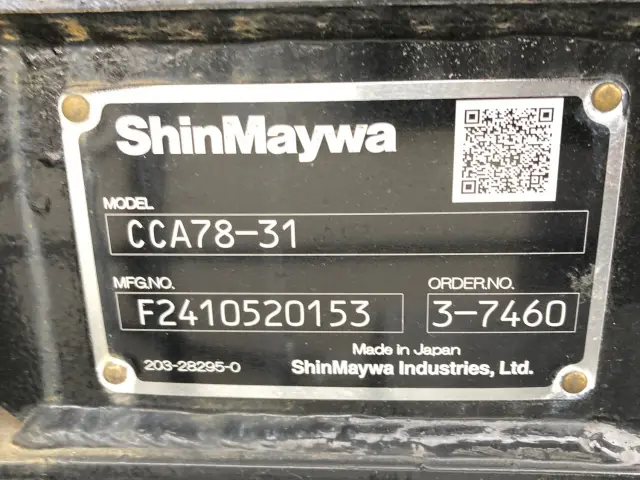 ShinMaywa
MODEL
CCA78-31
MFG.NO. ORDER.NO.
F2410520153 3-7460
Made in Japan
203-28295-0 ShinMaywa Industries, Ltd.